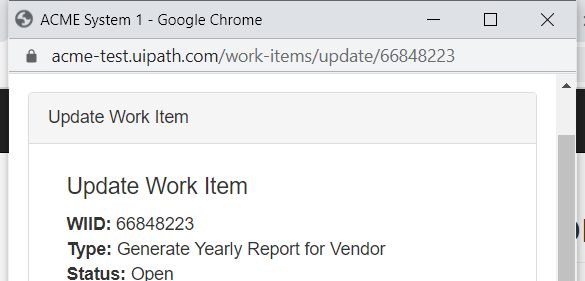 ACME System 1 - Google Chrome
acme-test.uipath.com/work-items/update/66848223
Update Work Item
Update Work Item
WIID: 66848223
Type: Generate Yearly Report for Vendor
Status: Open